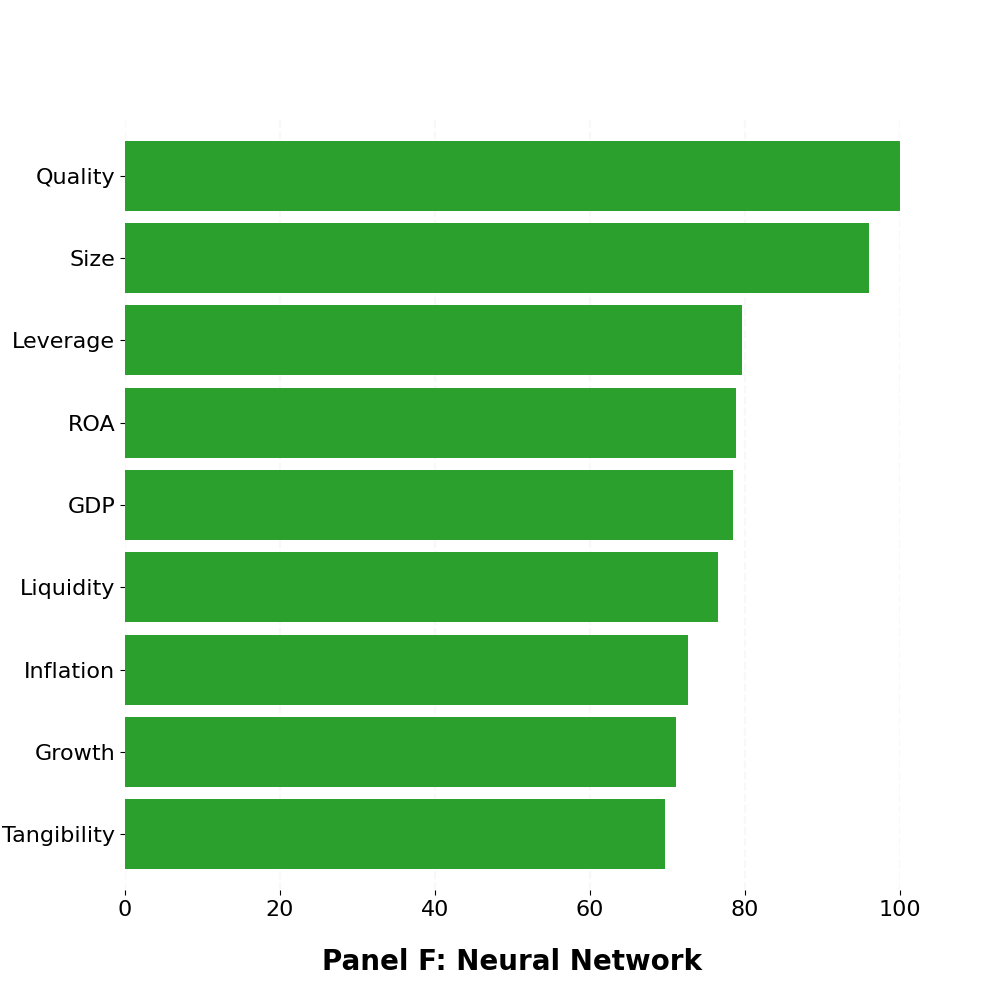 Quality
Size
Leverage
ROA
GDP
Liquidity
Inflation
Growth
Tangibility
0 20 40 60 80 100
Panel F: Neural Network